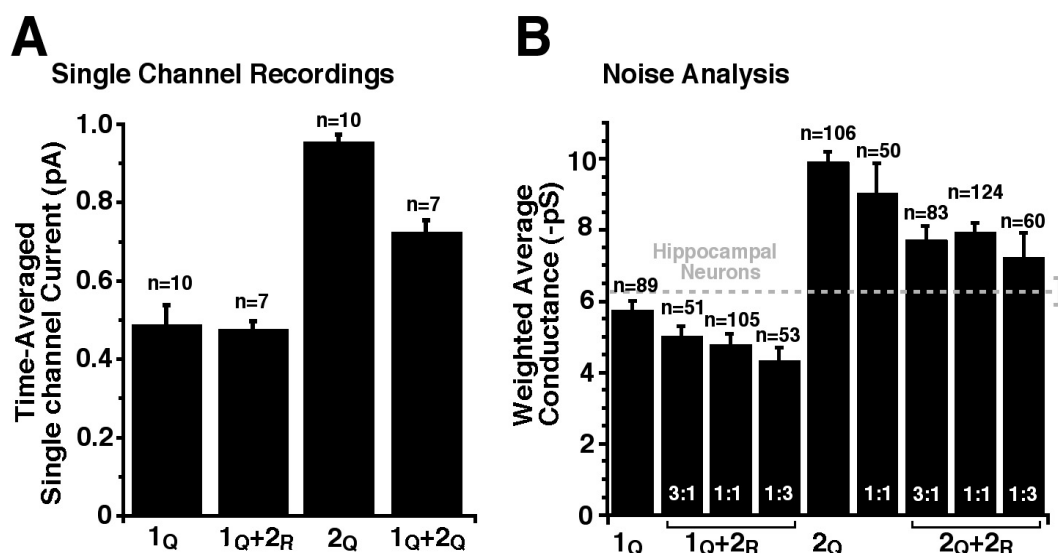 A
Single Channel Recordings
Time-Averaged
Single channel Current (pA)
1.0
0.8
0.6
0.4
0.2
0
n=10
n=7
n=10
n=7
1Q
1Q+2R
2Q
1Q+2Q
B
Noise Analysis
Weighted Average
Conductance (-pS)
10
8
6
4
2
0
Hippocampal
Neurons
n=89
n=51
n=105
n=53
n=106
n=50
n=83
n=124
n=60
3:1
1:1
1:3
1:1
3:1
1:1
1:3
1Q
1Q+2R
2Q
2Q+2R